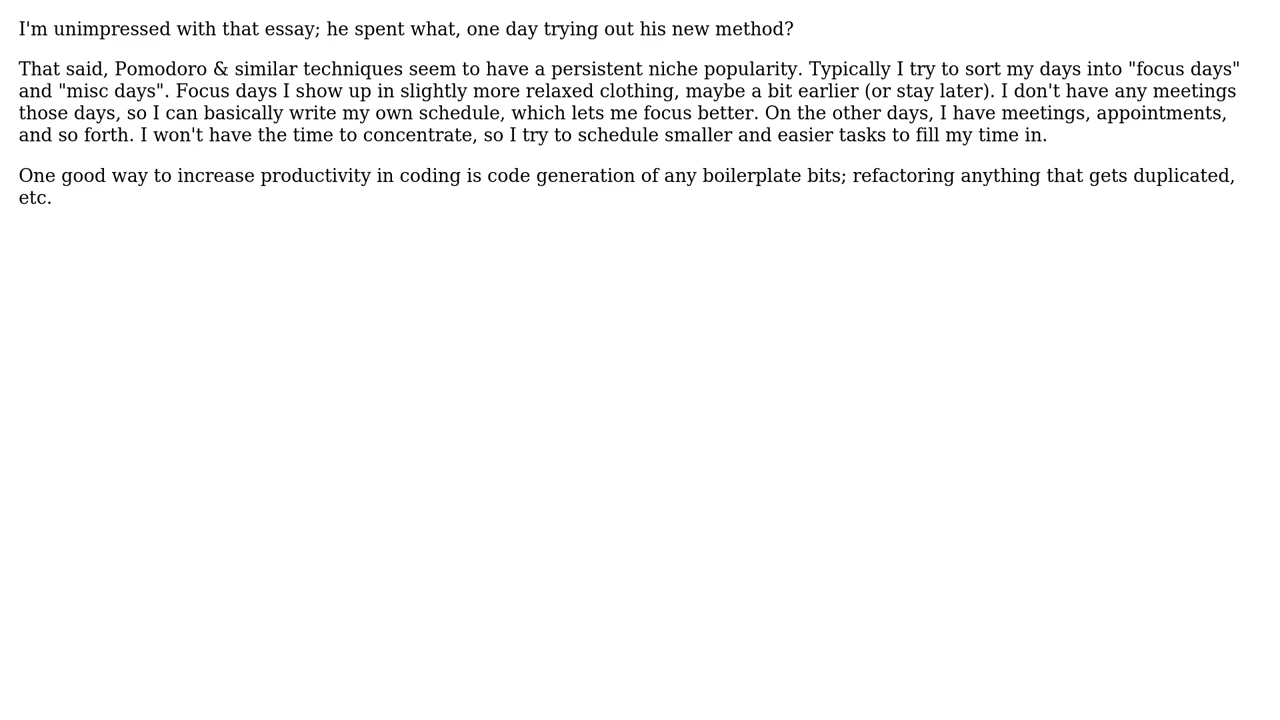 I'm unimpressed with that essay; he spent what, one day trying out his new method?
That said, Pomodoro & similar techniques seem to have a persistent niche popularity. Typically I try to sort my days into "focus days"
and "misc days". Focus days I show up in slightly more relaxed clothing, maybe a bit earlier (or stay later). I don't have any meetings
those days, so I can basically write my own schedule, which lets me focus better. On the other days, I have meetings, appointments,
and so forth. I won't have the time to concentrate, so I try to schedule smaller and easier tasks to fill my time in.
One good way to increase productivity in coding is code generation of any boilerplate bits; refactoring anything that gets duplicated,
etc.